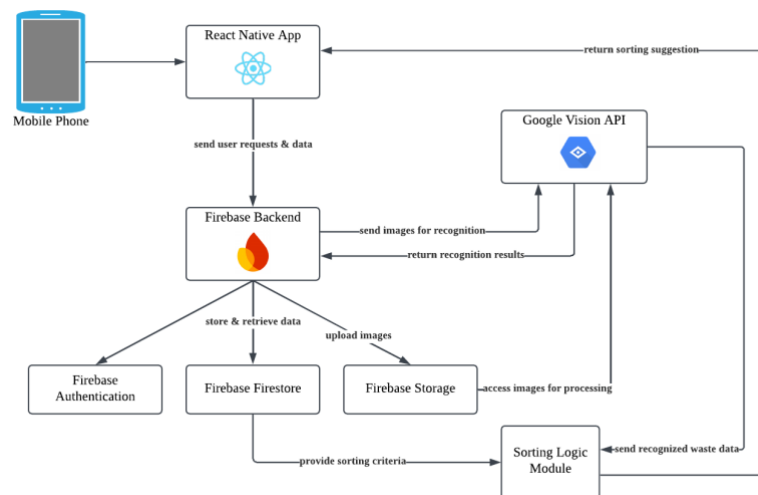 React Native App
return sorting suggestion
Mobile Phone
Google Vision API
send user requests & data
Firebase Backend
send images for recognition
return recognition results
store & retrieve data
upload images
Firebase
Authentication
Firebase Firestore
Firebase Storage
access images for processing
provide sorting criteria
Sorting Logic
Module
send recognized waste data